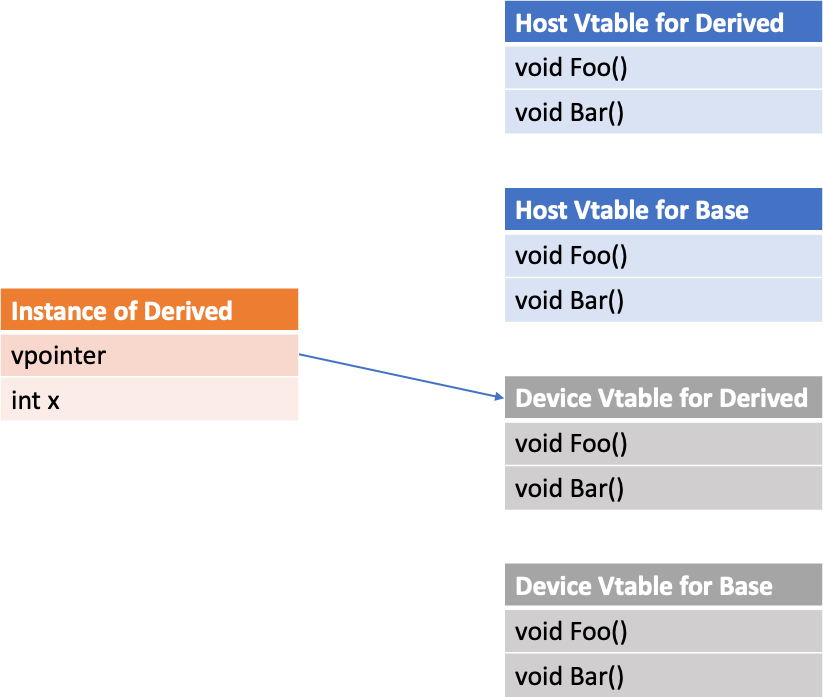 Host Vtable for Derived
void Foo()
void Bar()
Host Vtable for Base
void Foo()
void Bar()
Instance of Derived
vpointer
int x
Device Vtable for Derived
void Foo()
void Bar()
Device Vtable for Base
void Foo()
void Bar()